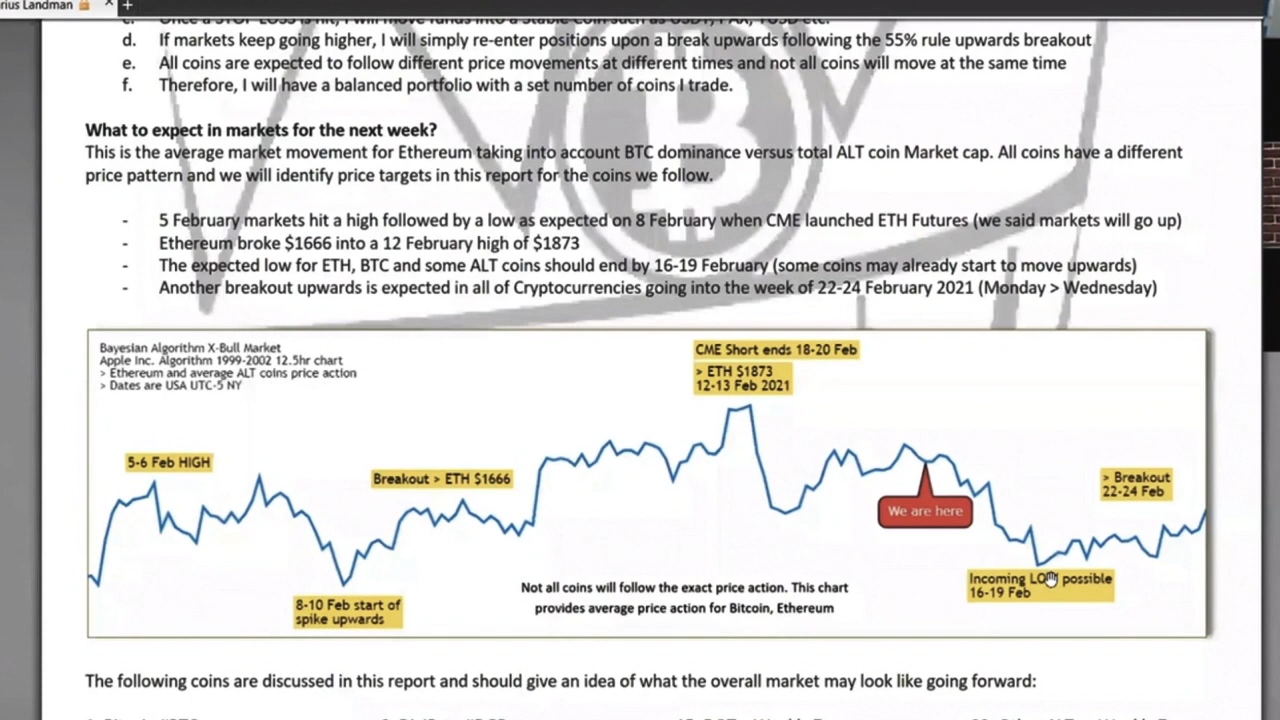 rius Landman
d. If markets keep going higher, I will simply re-enter positions upon a break upwards following the 55% rule upwards breakout
e. All coins are expected to follow different price movements at different times and not all coins will move at the same time
f. Therefore, I will have a balanced portfolio with a set number of coins I trade.
What to expect in markets for the next week?
This is the average market movement for Ethereum taking into account BTC dominance versus total ALT coin Market cap. All coins have a different
price pattern and we will identify price targets in this report for the coins we follow.
- 5 February markets hit a high followed by a low as expected on 8 February when CME launched ETH Futures (we said markets will go up)
- Ethereum broke $1666 into a 12 February high of $1873
- The expected low for ETH, BTC and some ALT coins should end by 16-19 February (some coins may already start to move upwards)
- Another breakout upwards is expected in all of Cryptocurrencies going into the week of 22-24 February 2021 (Monday > Wednesday)
Bayesian Algorithm X-Bull Market
Apple Inc. Algorithm 1999-2002 12.5hr chart
> Ethereum and average ALT coins price action
> Dates are USA UTC-5 NY
CME Short ends 18-20 Feb
> ETH $1873
12-13 Feb 2021
5-6 Feb HIGH
Breakout > ETH $1666
> Breakout
22-24 Feb
We are here
Incoming LOW possible
16-19 Feb
Not all coins will follow the exact price action. This chart
provides average price action for Bitcoin, Ethereum
8-10 Feb start of
spike upwards
The following coins are discussed in this report and should give an idea of what the overall market may look like going forward: